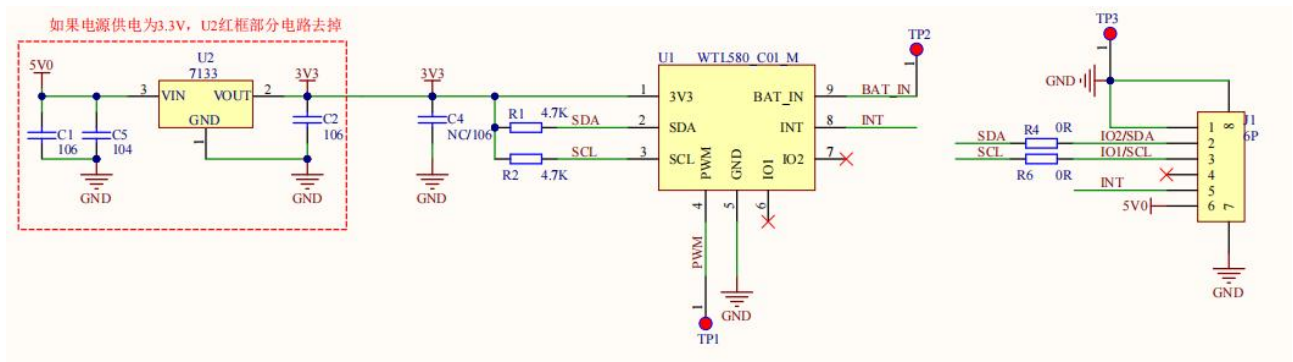 如果电源供电为3.3V，U2红框部分电路去掉
5V0
U2
7133
3 VIN VOUT 2
GND
1
C1
106
C5
104
GND
3V3
C2
106
GND
3V3
C4
NC/106
GND
R1 4.7K SDA
SCL
R2 4.7K
U1 WTL580_C01_M
1 3V3
2 SDA
3 SCL
BAT_IN 9 BAT_IN
INT 8 INT
IO2 7
PWM GND IO1
4 5 6
PWM
1
TP1
GND
TP2
1
TP3
1
GND
J1
6P
SDA R4 0R IO2/SDA
SCL IO1/SCL
R6 0R
INT
5V0
1
2
3
4
5
6
8
7
GND